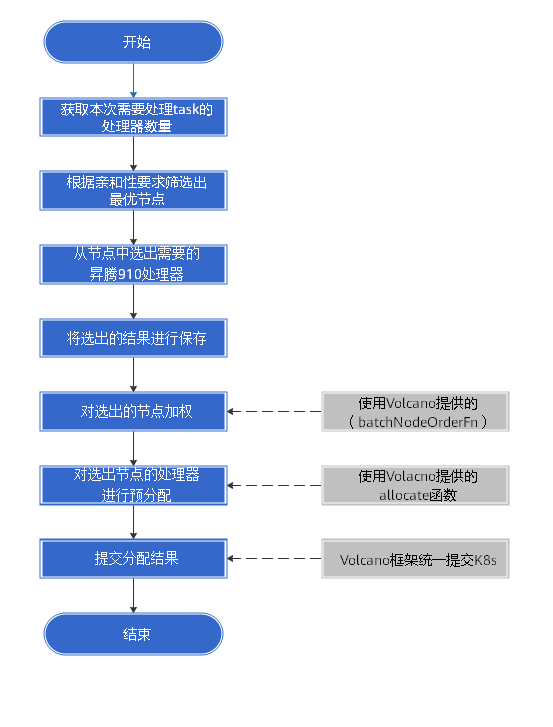 开始
获取本次需要处理task的
处理器数量
根据亲和性要求筛选出
最优节点
从节点中选出需要的
昇腾910处理器
将选出的结果进行保存
对选出的节点加权
使用Volcano提供的
（batchNodeOrderFn）
对选出节点的处理器
进行预分配
使用Volacno提供的
allocate函数
提交分配结果
Volcano框架统一提交K8s
结束